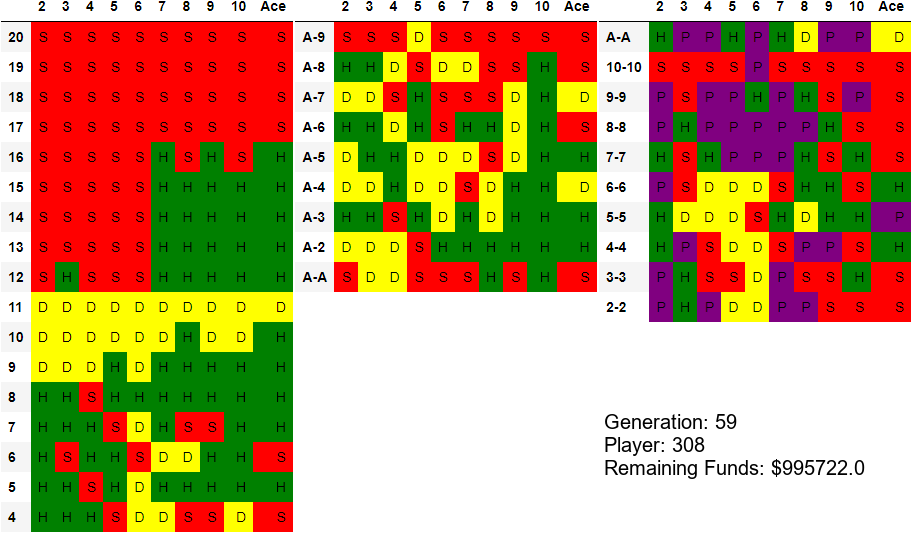 2 3 4 5 6 7 8 9 10 Ace
20 S S S S S S S S S S
19 S S S S S S S S S S
18 S S S S S S S S S S
17 S S S S S S S S S S
16 S S S S S H S H S H
15 S S S S S H H H H H
14 S S S S S H H H H H
13 S S S S S H H H H H
12 S H S S S H H H H H
11 D D D D D D D D D D
10 D D D D D D H D D H
9 D D D H D H H H H H
8 H H S H H H H H H H
7 H H H S D H S S H H
6 H S H H S D D H H S
5 H H S H D H H H H H
4 H H H S D D S S D S
2 3 4 5 6 7 8 9 10 Ace
A-9 S S S D S S S S S S
A-8 H H D S D D S S H S
A-7 D D S H S S S D H D
A-6 H H D H S H H D H S
A-5 D H H D D D S D H H
A-4 D D H D D S D H H D
A-3 H H S H D H D H H H
A-2 D D D S H H H H H H
A-A S D D S S S H S H S
2 3 4 5 6 7 8 9 10 Ace
A-A H P P H P H D P P D
10-10 S S S S P S S S S S
9-9 P S P P H P H S P S
8-8 P H P P P P P H S S
7-7 H S H P P P H S H S
6-6 P S D D D S H H S H
5-5 H D D D S H D H H P
4-4 H P S D D S P P S H
3-3 P H S S D P S S H S
2-2 P H P D D P P S S S
Generation: 59
Player: 308
Remaining Funds: $995722.0